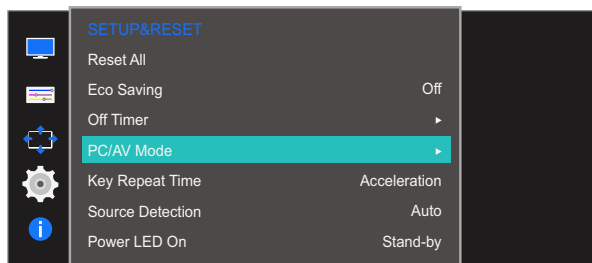 SETUP&RESET
Reset All
Eco Saving Off
Off Timer
PC/AV Mode
Key Repeat Time Acceleration
Source Detection Auto
Power LED On Stand-by